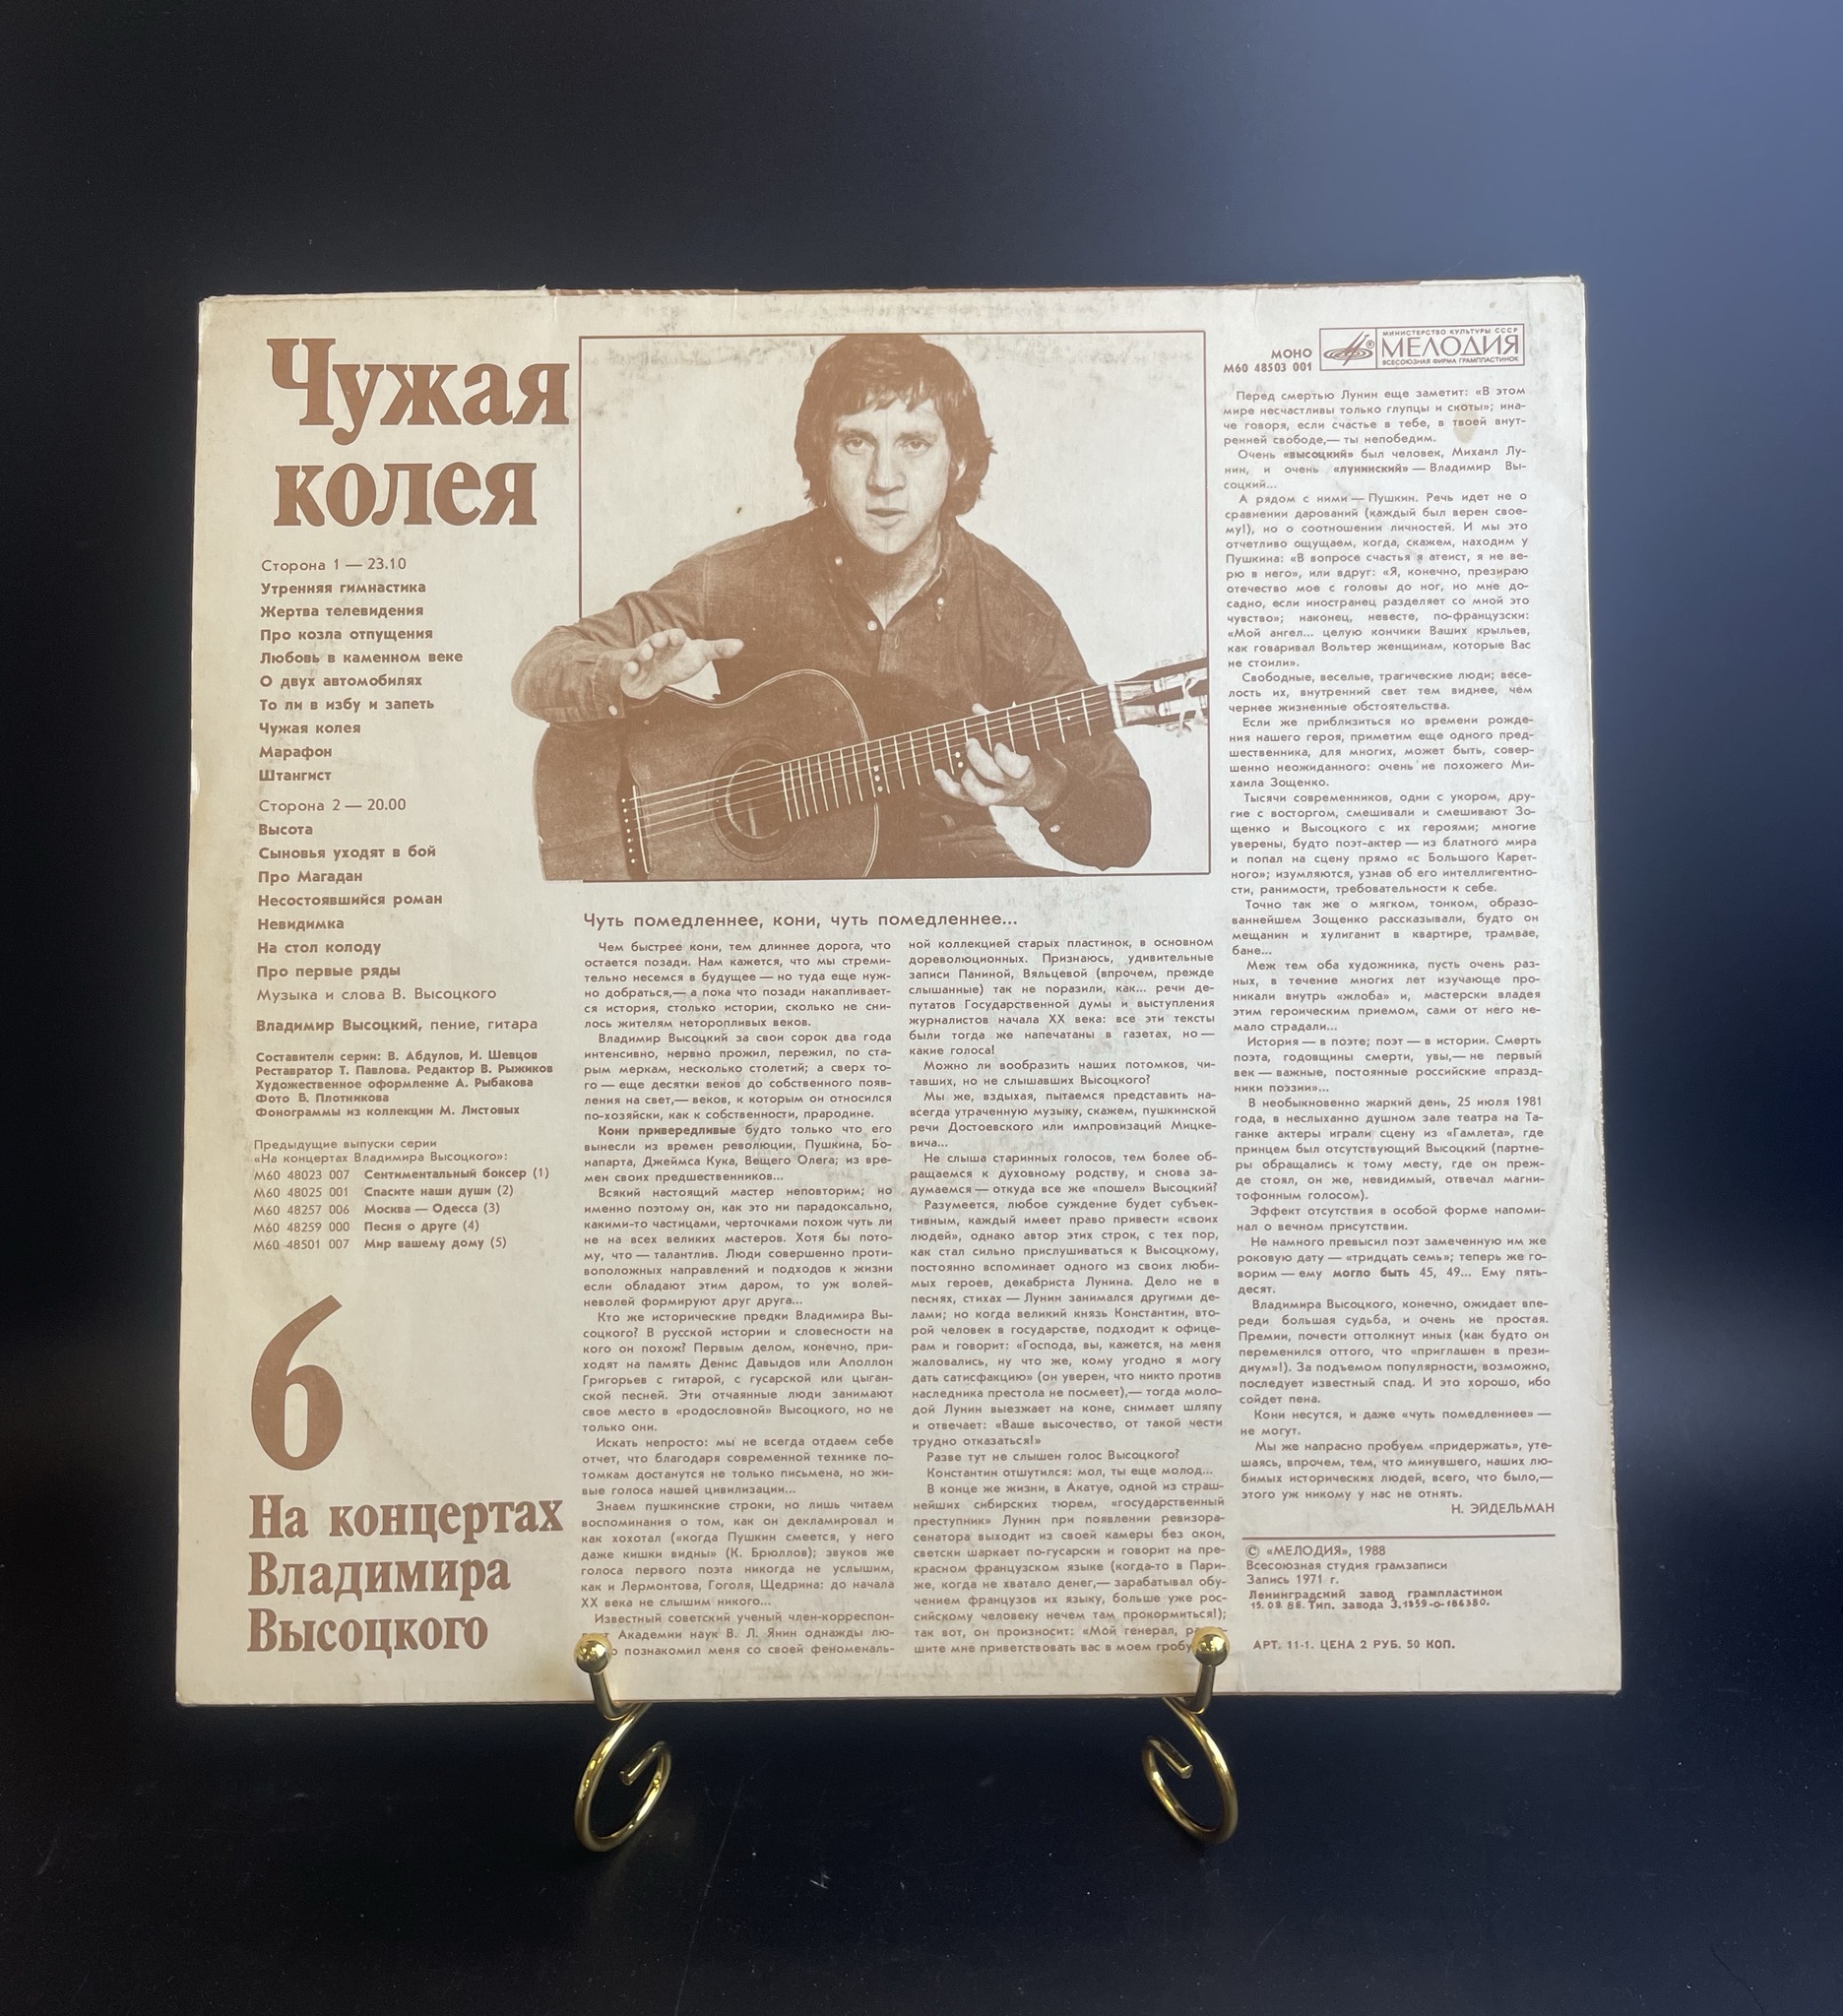 Чужая
колея
Сторона 1 — 23.10
Утренняя гимнастика
Жертва телевидения
Про козла отпущения
Любовь в каменном веке
О двух автомобилях
То ли в избу и запеть
Чужая колея
Марафон
Штангист
Сторона 2 — 20.00
Высота
Сыновья уходят в бой
Про Магадан
Несостоявшийся роман
Невидимка
На стол колоду
Про первые ряды
Музыка и слова В. Высоцкого
Владимир Высоцкий, пение, гитара
Составители серии: В. Абдулов, И. Шевцов
Реставратор Т. Павлова. Редактор В. Рыжиков
Художественное оформление А. Рыбакова
Фото В. Плотникова
Фонограммы из коллекции М. Листовых
Предыдущие выпуски серии
«На концертах Владимира Высоцкого»:
М60 48023 007 Сентиментальный боксер (1)
М60 48025 001 Спасите наши души (2)
М60 48257 006 Москва — Одесса (3)
М60 48259 000 Песня о друге (4)
М60 48501 007 Мир вашему дому (5)
6
На концертах
Владимира
Высоцкого
Чуть помедленнее, кони, чуть помедленнее...
Чем быстрее кони, тем длиннее дорога, что
остается позади. Нам кажется, что мы стреми-
тельно несемся в будущее — но туда еще нуж-
но добраться,— а пока что позади накапливает-
ся история, столько истории, сколько не сни-
лось жителям неторопливых веков.
Владимир Высоцкий за свои сорок два года
интенсивно, нервно прожил, пережил, по ста-
рым меркам, несколько столетий; а сверх то-
го — еще десятки веков до собственного появ-
ления на свет,— веков, к которым он относился
по-хозяйски, как к собственности, прародине.
Кони привередливые будто только что его
вынесли из времен революции, Пушкина, Бо-
напарта, Джеймса Кука, Вещего Олега; из вре-
мен своих предшественников...
Всякий настоящий мастер неповторим; но
именно поэтому он, как это ни парадоксально,
какими-то частицами, черточками похож чуть ли
не на всех великих мастеров. Хотя бы пото-
му, что — талантлив. Люди совершенно проти-
воположных направлений и подходов к жизни
если обладают этим даром, то уж волей-
неволей формируют друг друга...
Кто же исторические предки Владимира Вы-
соцкого? В русской истории и словесности на
кого он похож? Первым делом, конечно, при-
ходят на память Денис Давыдов или Аполлон
Григорьев с гитарой, с гусарской или цыган-
ской песней. Эти отчаянные люди занимают
свое место в «родословной» Высоцкого, но не
только они.
Искать непросто: мы не всегда отдаем себе
отчет, что благодаря современной технике по-
томкам достанутся не только письмена, но жи-
вые голоса нашей цивилизации...
Знаем пушкинские строки, но лишь читаем
воспоминания о том, как он декламировал и
как хохотал («когда Пушкин смеется, у него
даже кишки видны» (К. Брюллов); звуков же
голоса первого поэта никогда не услышим,
как и Лермонтова, Гоголя, Щедрина: до начала
XX века не слышим никого...
Известный советский ученый член-корреспон-
Академии наук В. Л. Янин однажды лю-
познакомил меня со своей феноменаль-
ной коллекцией старых пластинок, в основном
дореволюционных. Признаюсь, удивительные
записи Паниной, Вяльцевой (впрочем, прежде
слышанные) так не поразили, как... речи де-
путатов Государственной думы и выступления
журналистов начала XX века: все эти тексты
были тогда же напечатаны в газетах, но —
какие голоса!
Можно ли вообразить наших потомков, чи-
тавших, но не слышавших Высоцкого?
Мы же, вздыхая, пытаемся представить на-
всегда утраченную музыку, скажем, пушкинской
речи Достоевского или импровизаций Мицке-
вича...
Не слыша старинных голосов, тем более об-
ращаемся к духовному родству, и снова за-
думаемся — откуда все же «пошел» Высоцкий?
Разумеется, любое суждение будет субъек-
тивным, каждый имеет право привести «своих
людей», однако автор этих строк, с тех пор,
как стал сильно прислушиваться к Высоцкому,
постоянно вспоминает одного из своих люби-
мых героев, декабриста Лунина. Дело не в
песнях, стихах — Лунин занимался другими де-
лами; но когда великий князь Константин, вто-
рой человек в государстве, подходит к офице-
рам и говорит: «Господа, вы, кажется, на меня
жаловались, ну что же, кому угодно я могу
дать сатисфакцию» (он уверен, что никто против
наследника престола не посмеет),— тогда моло-
дой Лунин выезжает на коне, снимает шляпу
и отвечает: «Ваше высочество, от такой чести
трудно отказаться!»
Разве тут не слышен голос Высоцкого?
Константин отшутился: мол, ты еще молод...
В конце же жизни, в Акатуе, одной из страш-
нейших сибирских тюрем, «государственный
преступник» Лунин при появлении ревизора-
сенатора выходит из своей камеры без окон,
светски шаркает по-гусарски и говорит на пре-
красном французском языке (когда-то в Пари-
же, когда не хватало денег,— зарабатывал обу-
чением французов их языку, больше уже рос-
сийскому человеку нечем там прокормиться!);
так вот, он произносит: «Мой генерал,
шите мне приветствовать вас в моем гробу
МОНО
М60 48503 001
МИНИСТЕРСТВО КУЛЬТУРЫ СССР
МЕЛОДИЯ
ВСЕСОЮЗНАЯ ФИРМА ГРАМПЛАСТИНОК
Перед смертью Лунин еще заметит: «В этом
мире несчастливы только глупцы и скоты»; ина-
че говоря, если счастье в тебе, в твоей внут-
ренней свободе,— ты непобедим.
Очень «высоцкий» был человек, Михаил Лу-
нин, и очень «лунинский» — Владимир Вы-
соцкий...
А рядом с ними — Пушкин. Речь идет не о
сравнении дарований (каждый был верен свое-
му!), но о соотношении личностей. И мы это
отчетливо ощущаем, когда, скажем, находим у
Пушкина: «В вопросе счастья я атеист, я не ве-
рю в него», или вдруг: «Я, конечно, презираю
отечество мое с головы до ног, но мне до-
садно, если иностранец разделяет со мной это
чувство»; наконец, невесте, по-французски:
«Мой ангел... целую кончики Ваших крыльев,
как говаривал Вольтер женщинам, которые Вас
не стоили».
Свободные, веселые, трагические люди; весе-
лость их, внутренний свет тем виднее, чем
чернее жизненные обстоятельства.
Если же приблизиться ко времени рожде-
ния нашего героя, приметим еще одного пред-
шественника, для многих, может быть, совер-
шенно неожиданного: очень не похожего Ми-
хаила Зощенко.
Тысячи современников, одни с укором, дру-
гие с восторгом, смешивали и смешивают Зо-
щенко и Высоцкого с их героями; многие
уверены, будто поэт-актер — из блатного мира
и попал на сцену прямо «с Большого Карет-
ного»; изумляются, узнав об его интеллигентно-
сти, ранимости, требовательности к себе.
Точно так же о мягком, тонком, образо-
ваннейшем Зощенко рассказывали, будто он
мещанин и хулиганит в квартире, трамвае,
бане...
Меж тем оба художника, пусть очень раз-
ных, в течение многих лет изучающе про-
никали внутрь «жлоба» и, мастерски владея
этим героическим приемом, сами от него не-
мало страдали...
История — в поэте; поэт — в истории. Смерть
поэта, годовщины смерти, увы,— не первый
век — важные, постоянные российские «празд-
ники поэзии»...
В необыкновенно жаркий день, 25 июля 1981
года, в неслыханно душном зале театра на Та-
ганке актеры играли сцену из «Гамлета», где
принцем был отсутствующий Высоцкий (партне-
ры обращались к тому месту, где он преж-
де стоял, он же, невидимый, отвечал магни-
тофонным голосом).
Эффект отсутствия в особой форме напоми-
нал о вечном присутствии.
Не намного превысил поэт замеченную им же
роковую дату — «тридцать семь»; теперь же го-
ворим — ему могло быть 45, 49... Ему пять-
десят.
Владимира Высоцкого, конечно, ожидает впе-
реди большая судьба, и очень не простая.
Премии, почести оттолкнут иных (как будто он
переменился оттого, что «приглашен в прези-
диум»!). За подъемом популярности, возможно,
последует известный спад. И это хорошо, ибо
сойдет пена.
Кони несутся, и даже «чуть помедленнее» —
не могут.
Мы же напрасно пробуем «придержать», уте-
шаясь, впрочем, тем, что минувшего, наших лю-
бимых исторических людей, всего, что было,—
этого уж никому у нас не отнять.
Н. ЭЙДЕЛЬМАН
© «МЕЛОДИЯ», 1988
Всесоюзная студия грамзаписи
Запись 1971 г.
Ленинградский завод грампластинок
15.08.88. Тип. завода З.1859-о-186380.
АРТ. 11-1. ЦЕНА 2 РУБ. 50 КОП.